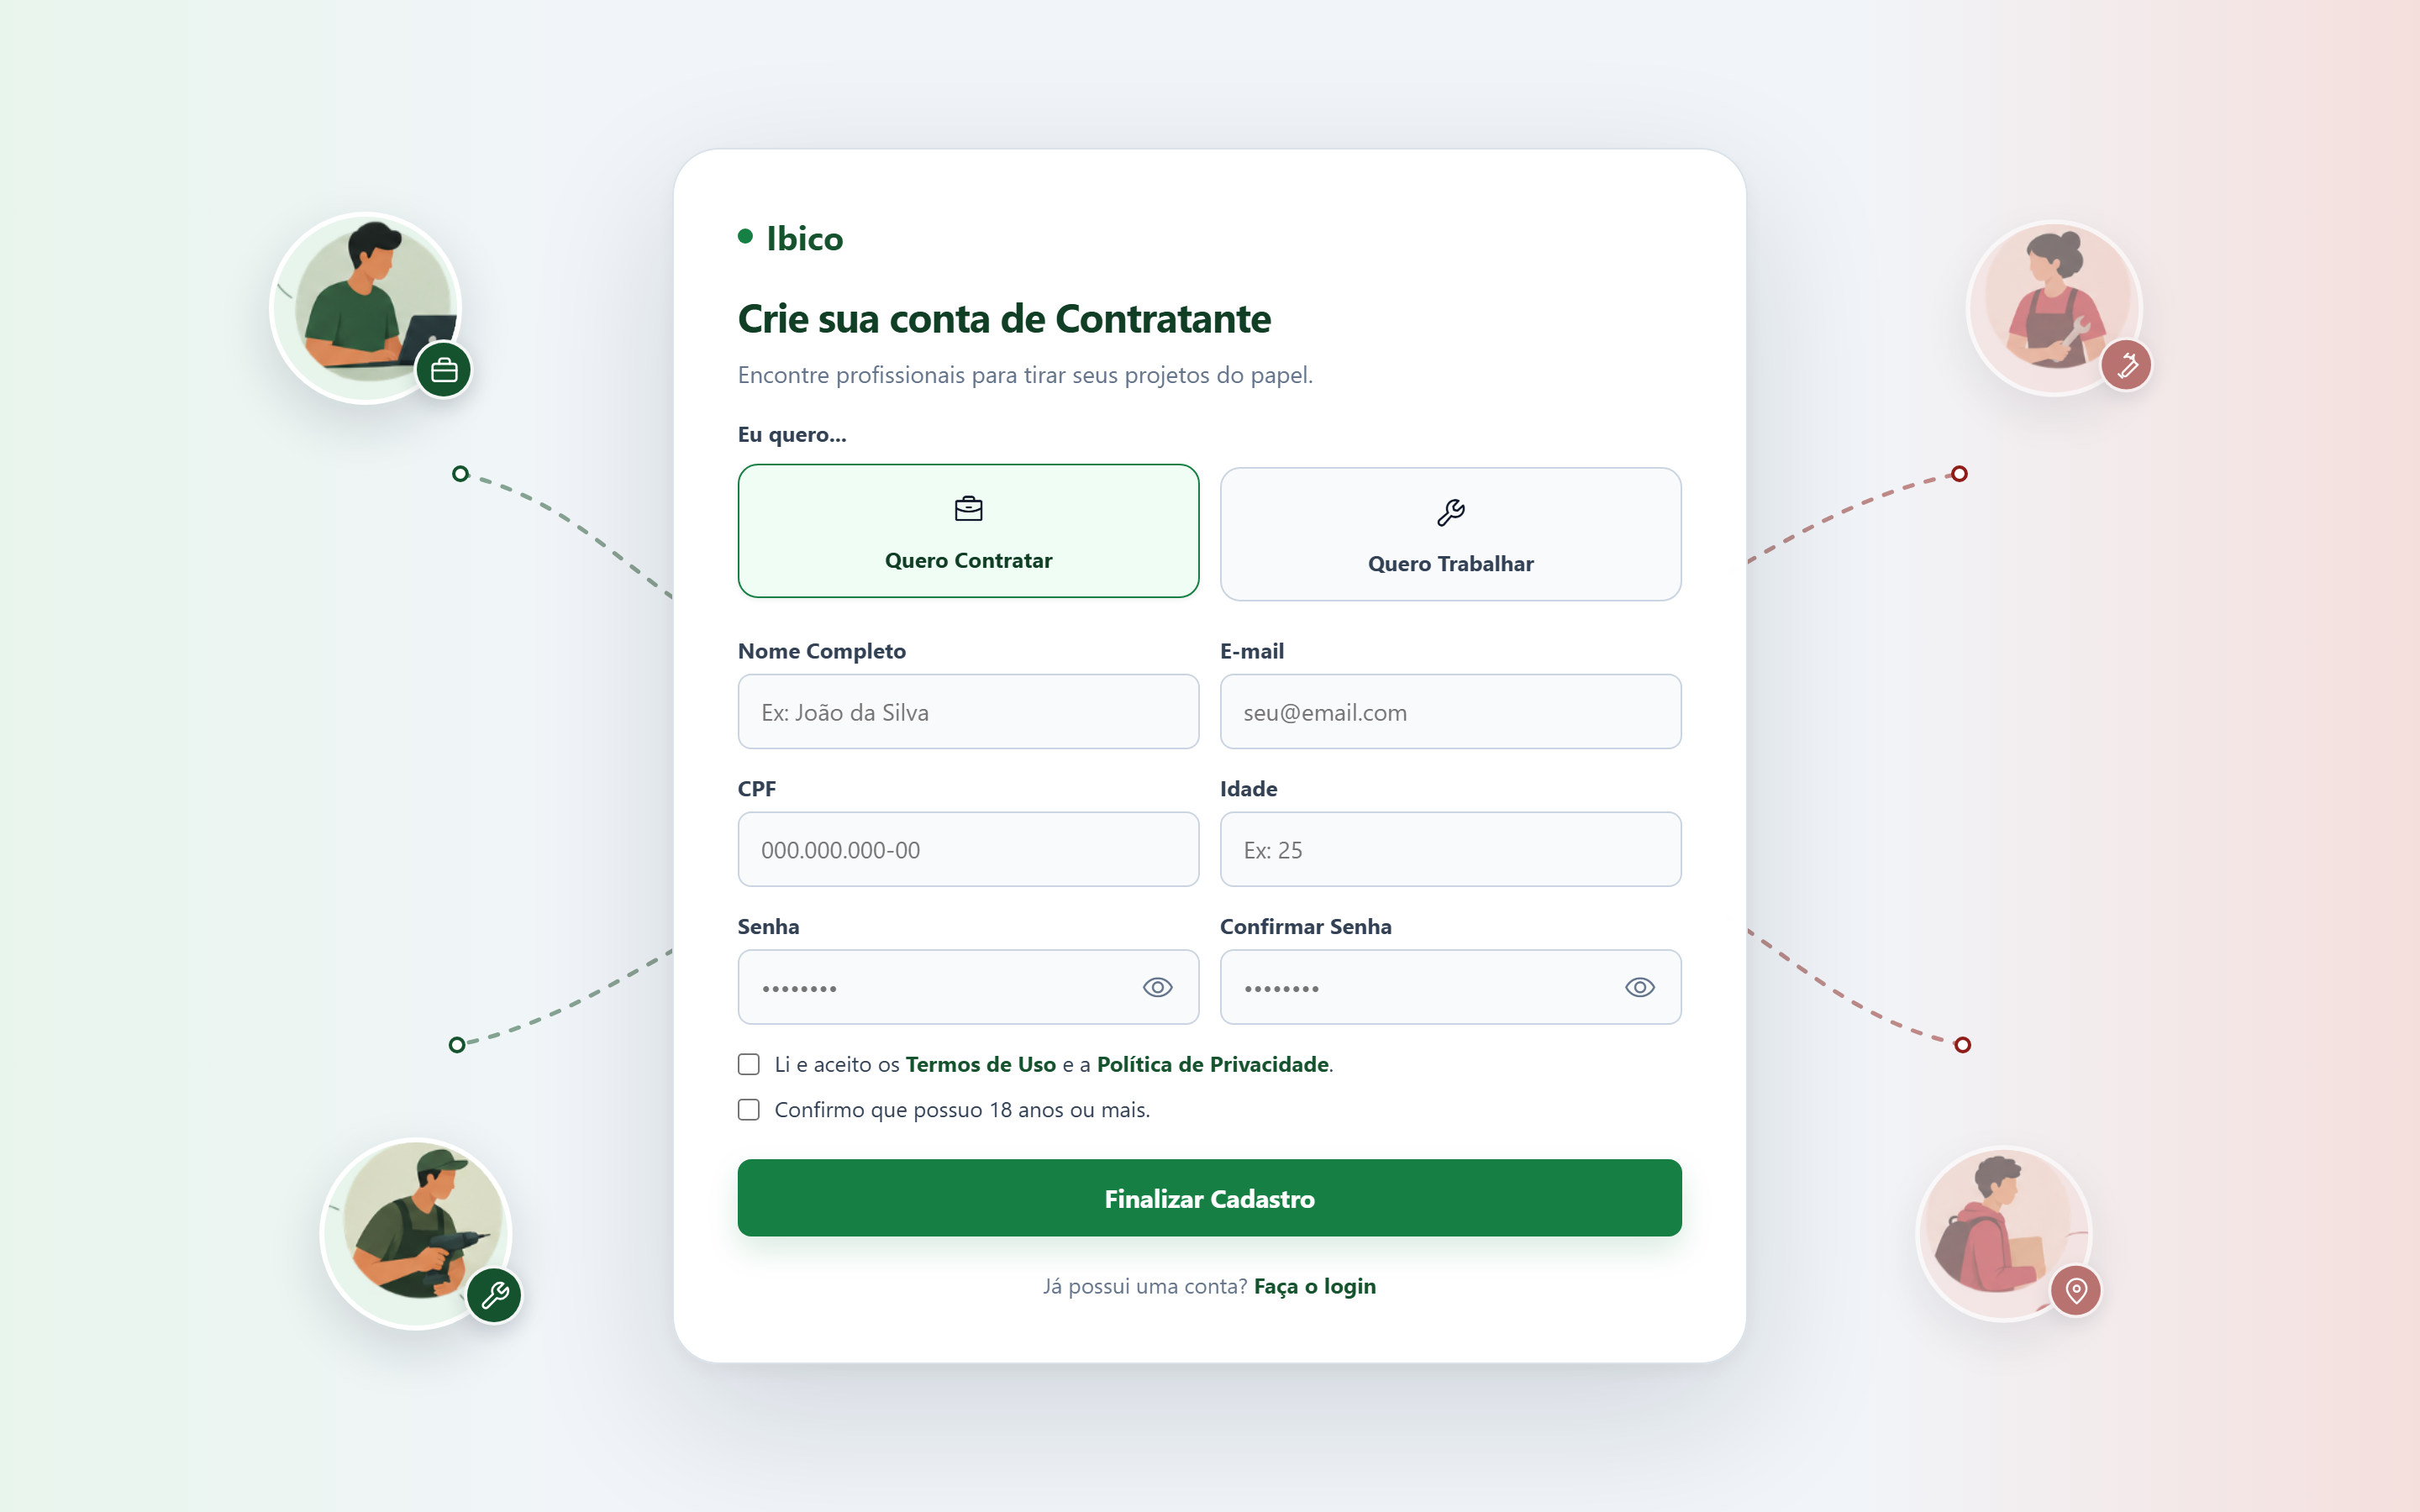 Ibico
Crie sua conta de Contratante
Encontre profissionais para tirar seus projetos do papel.
Eu quero...
Quero Contratar
Quero Trabalhar
Nome Completo
E-mail
Ex: João da Silva
seu@email.com
CPF
Idade
000.000.000-00
Ex: 25
Senha
Confirmar Senha
••••••••
••••••••
Li e aceito os Termos de Uso e a Política de Privacidade.
Confirmo que possuo 18 anos ou mais.
Finalizar Cadastro
Já possui uma conta? Faça o login